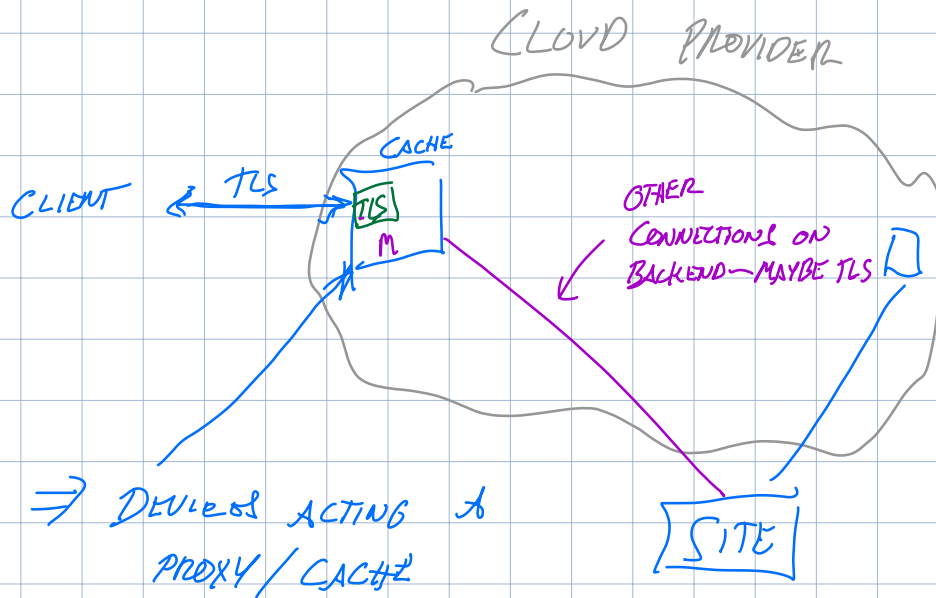 CLOUD PROVIDER
CACHE
CLIENT
TLS
TLS
M
OTHER
CONNECTIONS ON
BACKEND—MAYBE TLS
⇒ DEVICES ACTING A
PROXY/CACHE
SITE